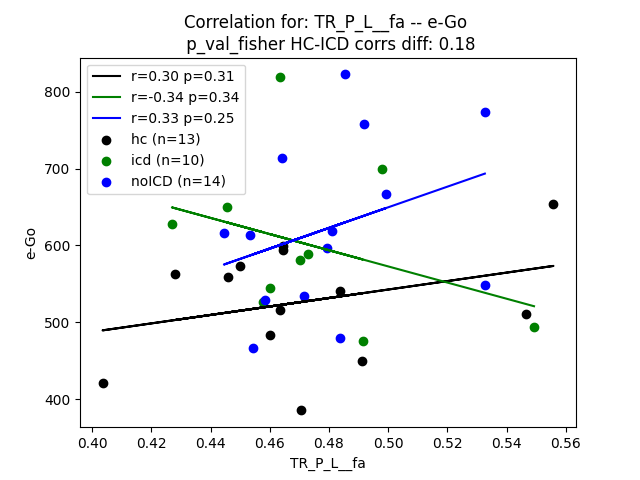 Correlation for: TR_P_L__fa -- e-Go
p_val_fisher HC-ICD corrs diff: 0.18
r=0.30 p=0.31
r=-0.34 p=0.34
r=0.33 p=0.25
hc (n=13)
icd (n=10)
noICD (n=14)
800
700
600
500
400
e-Go
0.40 0.42 0.44 0.46 0.48 0.50 0.52 0.54 0.56
TR_P_L__fa